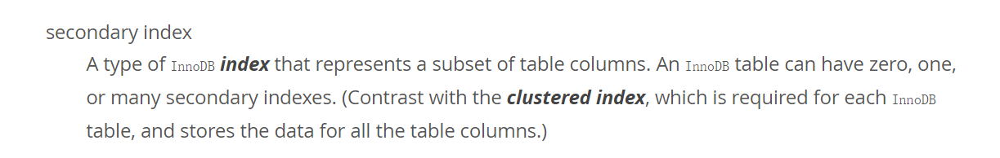 secondary index
A type of InnoDB index that represents a subset of table columns. An InnoDB table can have zero, one,
or many secondary indexes. (Contrast with the clustered index, which is required for each InnoDB
table, and stores the data for all the table columns.)